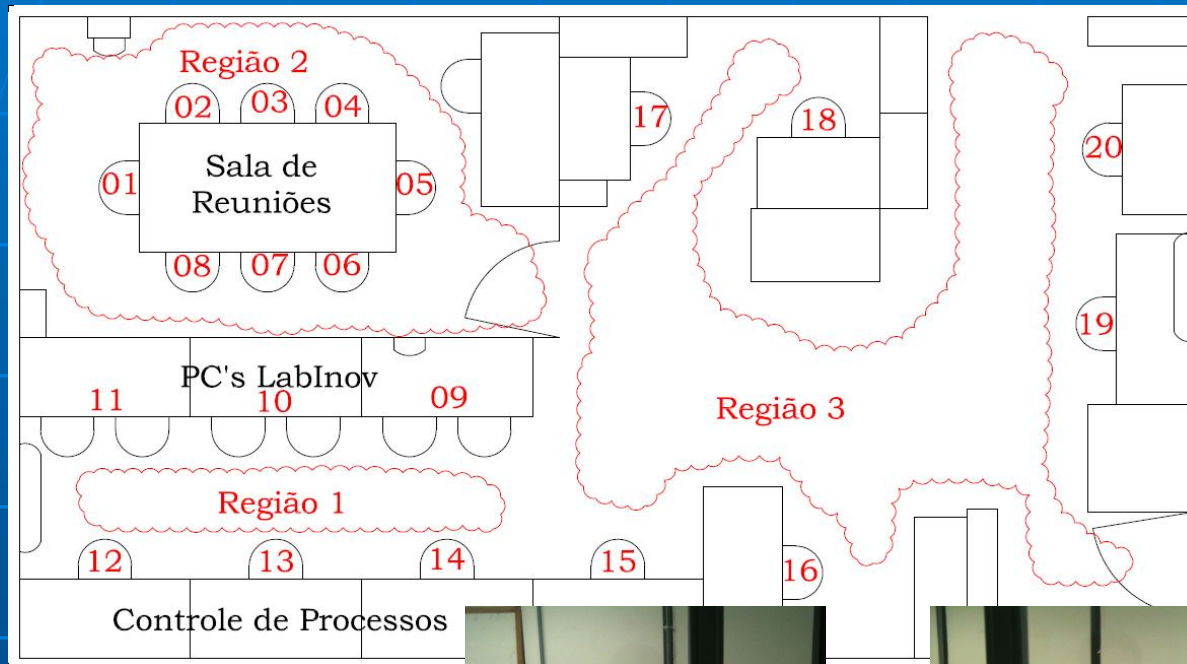 Região 2
02 03 04
17
18
20
01
Sala de
Reuniões
05
08 07 06
19
PC's LabInov
11 10 09
Região 3
Região 1
12 13 14 15
16
Controle de Processos